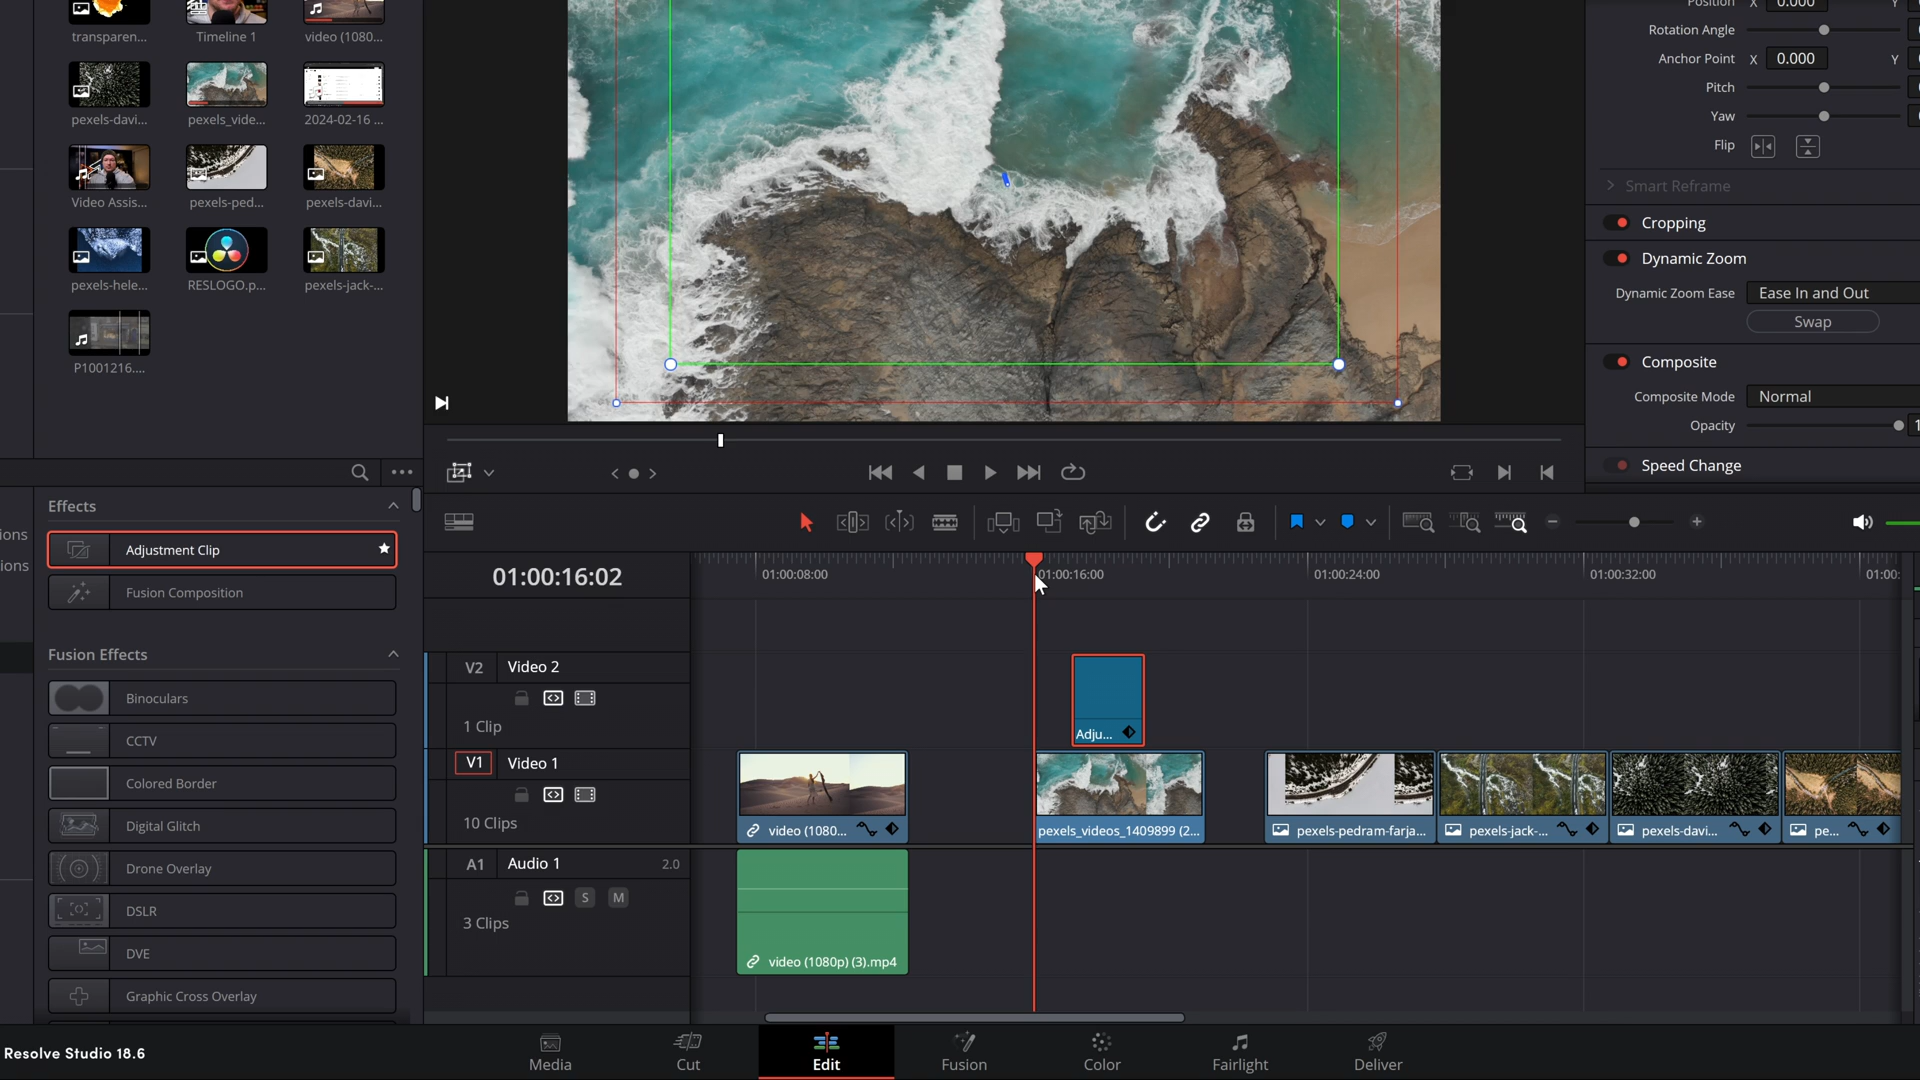 transparen...
Timeline 1
video (1080...
pexels-davi...
pexels_vide...
2024-02-16 ...
Video Assis...
pexels-ped...
pexels-davi...
pexels-hele...
RESLOGO.p...
pexels-jack-...
P1001216....
Position X 0.000 Y
Rotation Angle
Anchor Point X 0.000 Y
Pitch
Yaw
Flip
Smart Reframe
Cropping
Dynamic Zoom
Dynamic Zoom Ease Ease In and Out
Swap
Composite
Composite Mode Normal
Opacity
Speed Change
ions
ions
Effects
Adjustment Clip
Fusion Composition
Fusion Effects
Binoculars
CCTV
Colored Border
Digital Glitch
Drone Overlay
DSLR
DVE
Graphic Cross Overlay
01:00:16:02
01:00:08:00
01:00:16:00
01:00:24:00
01:00:32:00
01:00:
V2 Video 2
1 Clip
Adju...
V1 Video 1
10 Clips
video (1080...
pexels_videos_1409899 (2...
pexels-pedram-farja...
pexels-jack-...
pexels-davi...
pe...
A1 Audio 1 2.0
S M
3 Clips
video (1080p) (3).mp4
Resolve Studio 18.6
Media
Cut
Edit
Fusion
Color
Fairlight
Deliver